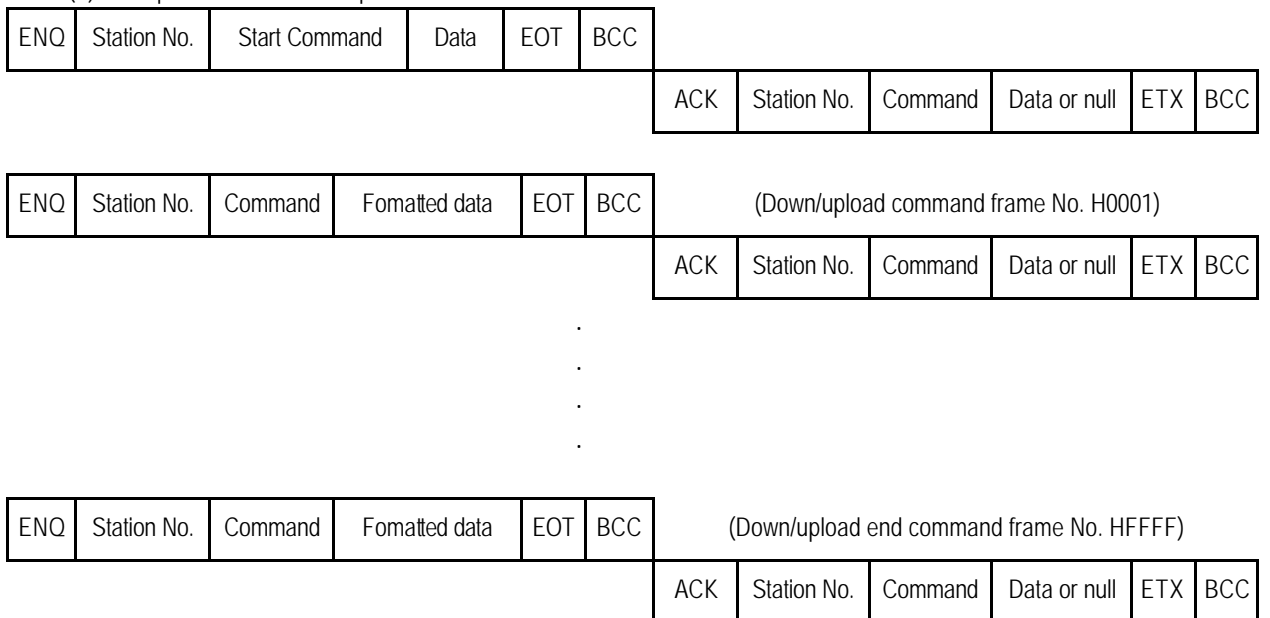 ENQ Station No. Start Command Data EOT BCC
ACK Station No. Command Data or null ETX BCC
ENQ Station No. Command Fomatted data EOT BCC (Down/upload command frame No. H0001)
ACK Station No. Command Data or null ETX BCC
.
.
.
.
ENQ Station No. Command Fomatted data EOT BCC (Down/upload end command frame No. HFFFF)
ACK Station No. Command Data or null ETX BCC